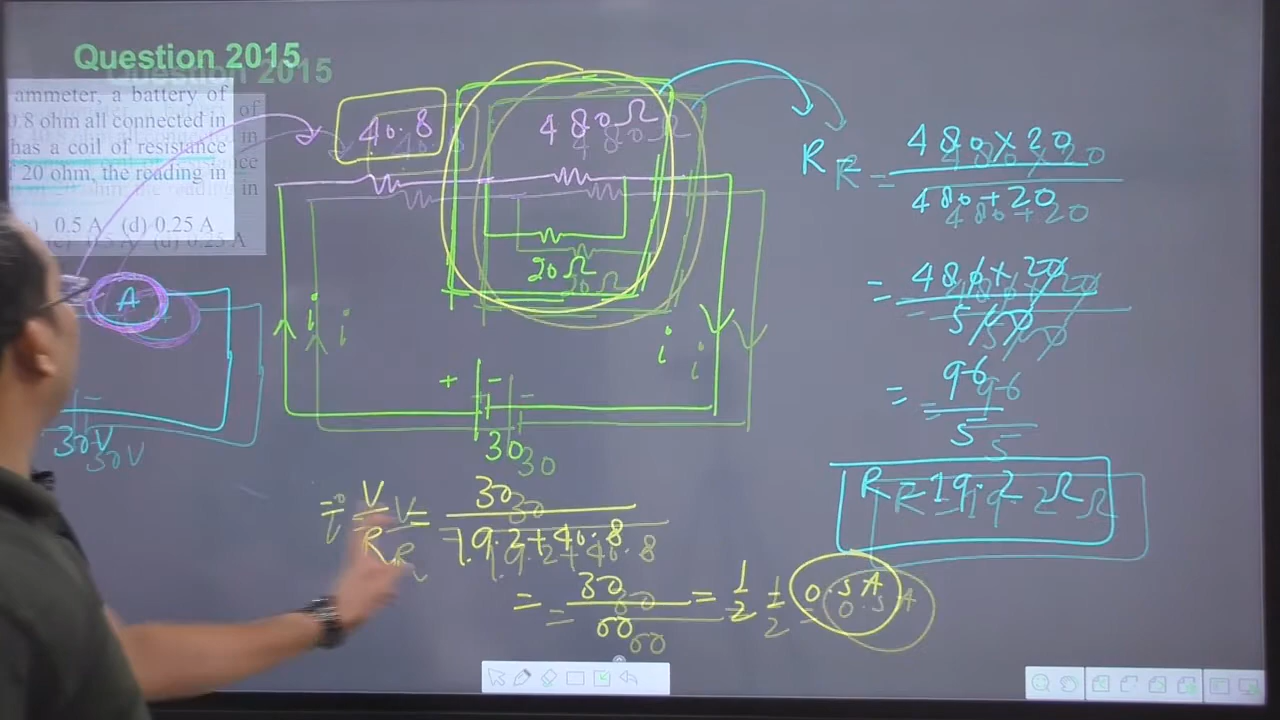 Question 2015
ammeter, a battery of
0.8 ohm all connected in
has a coil of resistance
20 ohm, the reading in
0.5 A (d) 0.25 A
40.8
480Ω
20Ω
A
30V
i
i
+ -
30
R = 480×20
480+20
= 480×20
500
= 96
5
R = 19.2Ω
i = V = 30
R 19.2+40.8
= 30 = 1 = 0.5A
60 2